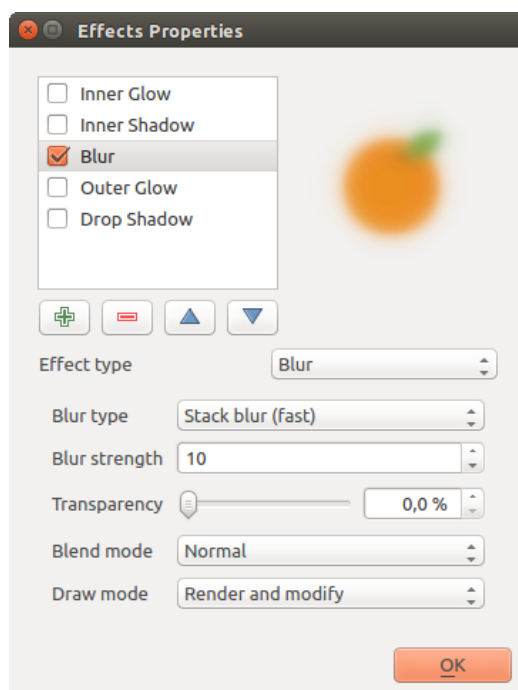 Effects Properties
Inner Glow
Inner Shadow
Blur
Outer Glow
Drop Shadow
Effect type Blur
Blur type Stack blur (fast)
Blur strength 10
Transparency 0,0 %
Blend mode Normal
Draw mode Render and modify
OK